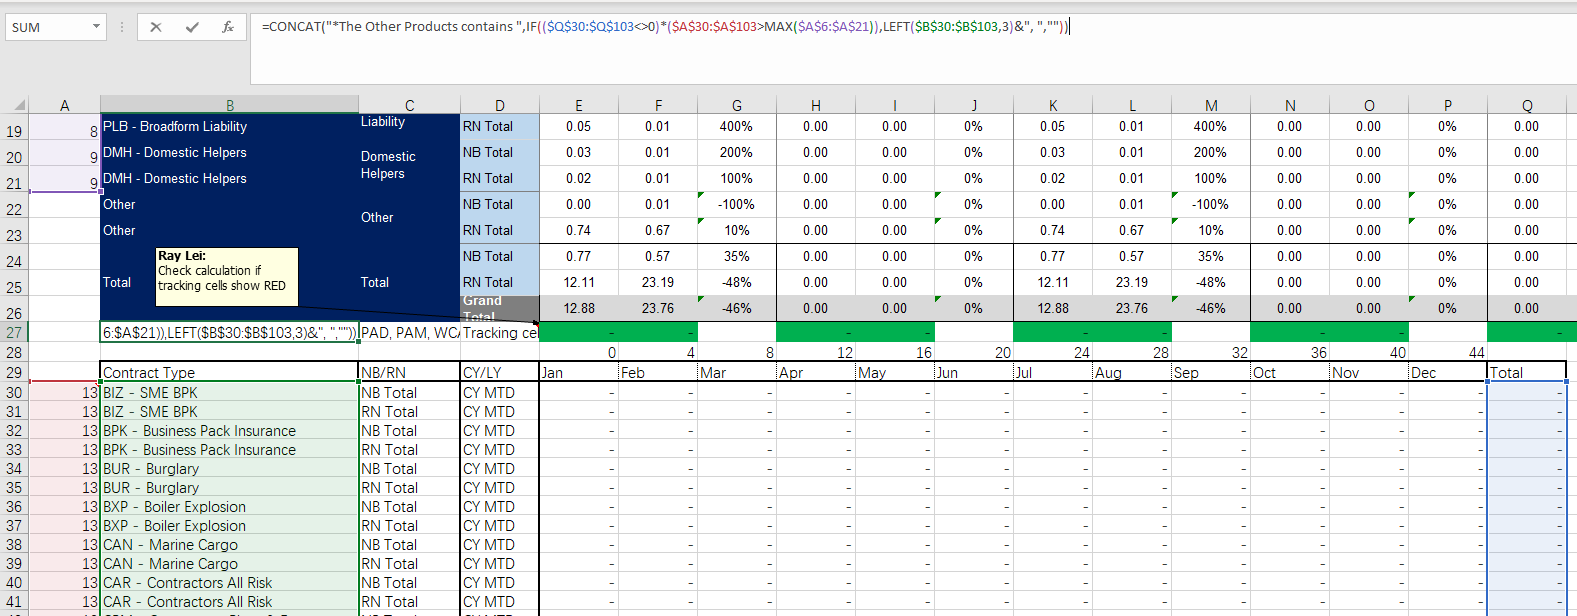 SUM
=CONCAT("*The Other Products contains ",IF(($Q$30:$Q$103<>0)*($A$30:$A$103>MAX($A$6:$A$21)),LEFT($B$30:$B$103,3)&", ",""))
A B C D E F G H I J K L M N O P Q
19 8 PLB - Broadform Liability Liability RN Total 0.05 0.01 400% 0.00 0.00 0% 0.05 0.01 400% 0.00 0.00 0% 0.00
20 9 DMH - Domestic Helpers Domestic NB Total 0.03 0.01 200% 0.00 0.00 0% 0.03 0.01 200% 0.00 0.00 0% 0.00
21 9 DMH - Domestic Helpers Helpers RN Total 0.02 0.01 100% 0.00 0.00 0% 0.02 0.01 100% 0.00 0.00 0% 0.00
22 Other NB Total 0.00 0.01 -100% 0.00 0.00 0% 0.00 0.01 -100% 0.00 0.00 0% 0.00
Other
23 Other RN Total 0.74 0.67 10% 0.00 0.00 0% 0.74 0.67 10% 0.00 0.00 0% 0.00
24 NB Total 0.77 0.57 35% 0.00 0.00 0% 0.77 0.57 35% 0.00 0.00 0% 0.00
Ray Lei:
Check calculation if
tracking cells show RED
25 Total Total RN Total 12.11 23.19 -48% 0.00 0.00 0% 12.11 23.19 -48% 0.00 0.00 0% 0.00
26 Grand Total 12.88 23.76 -46% 0.00 0.00 0% 12.88 23.76 -46% 0.00 0.00 0% 0.00
27 6:$A$21)),LEFT($B$30:$B$103,3)&", ","")) PAD, PAM, WC Tracking ce - - - - - - - - -
28 0 4 8 12 16 20 24 28 32 36 40 44
29 Contract Type NB/RN CY/LY Jan Feb Mar Apr May Jun Jul Aug Sep Oct Nov Dec Total
30 13 BIZ - SME BPK NB Total CY MTD - - - - - - - - - - - - -
31 13 BIZ - SME BPK RN Total CY MTD - - - - - - - - - - - - -
32 13 BPK - Business Pack Insurance NB Total CY MTD - - - - - - - - - - - - -
33 13 BPK - Business Pack Insurance RN Total CY MTD - - - - - - - - - - - - -
34 13 BUR - Burglary NB Total CY MTD - - - - - - - - - - - - -
35 13 BUR - Burglary RN Total CY MTD - - - - - - - - - - - - -
36 13 BXP - Boiler Explosion NB Total CY MTD - - - - - - - - - - - - -
37 13 BXP - Boiler Explosion RN Total CY MTD - - - - - - - - - - - - -
38 13 CAN - Marine Cargo NB Total CY MTD - - - - - - - - - - - - -
39 13 CAN - Marine Cargo RN Total CY MTD - - - - - - - - - - - - -
40 13 CAR - Contractors All Risk NB Total CY MTD - - - - - - - - - - - - -
41 13 CAR - Contractors All Risk RN Total CY MTD - - - - - - - - - - - - -